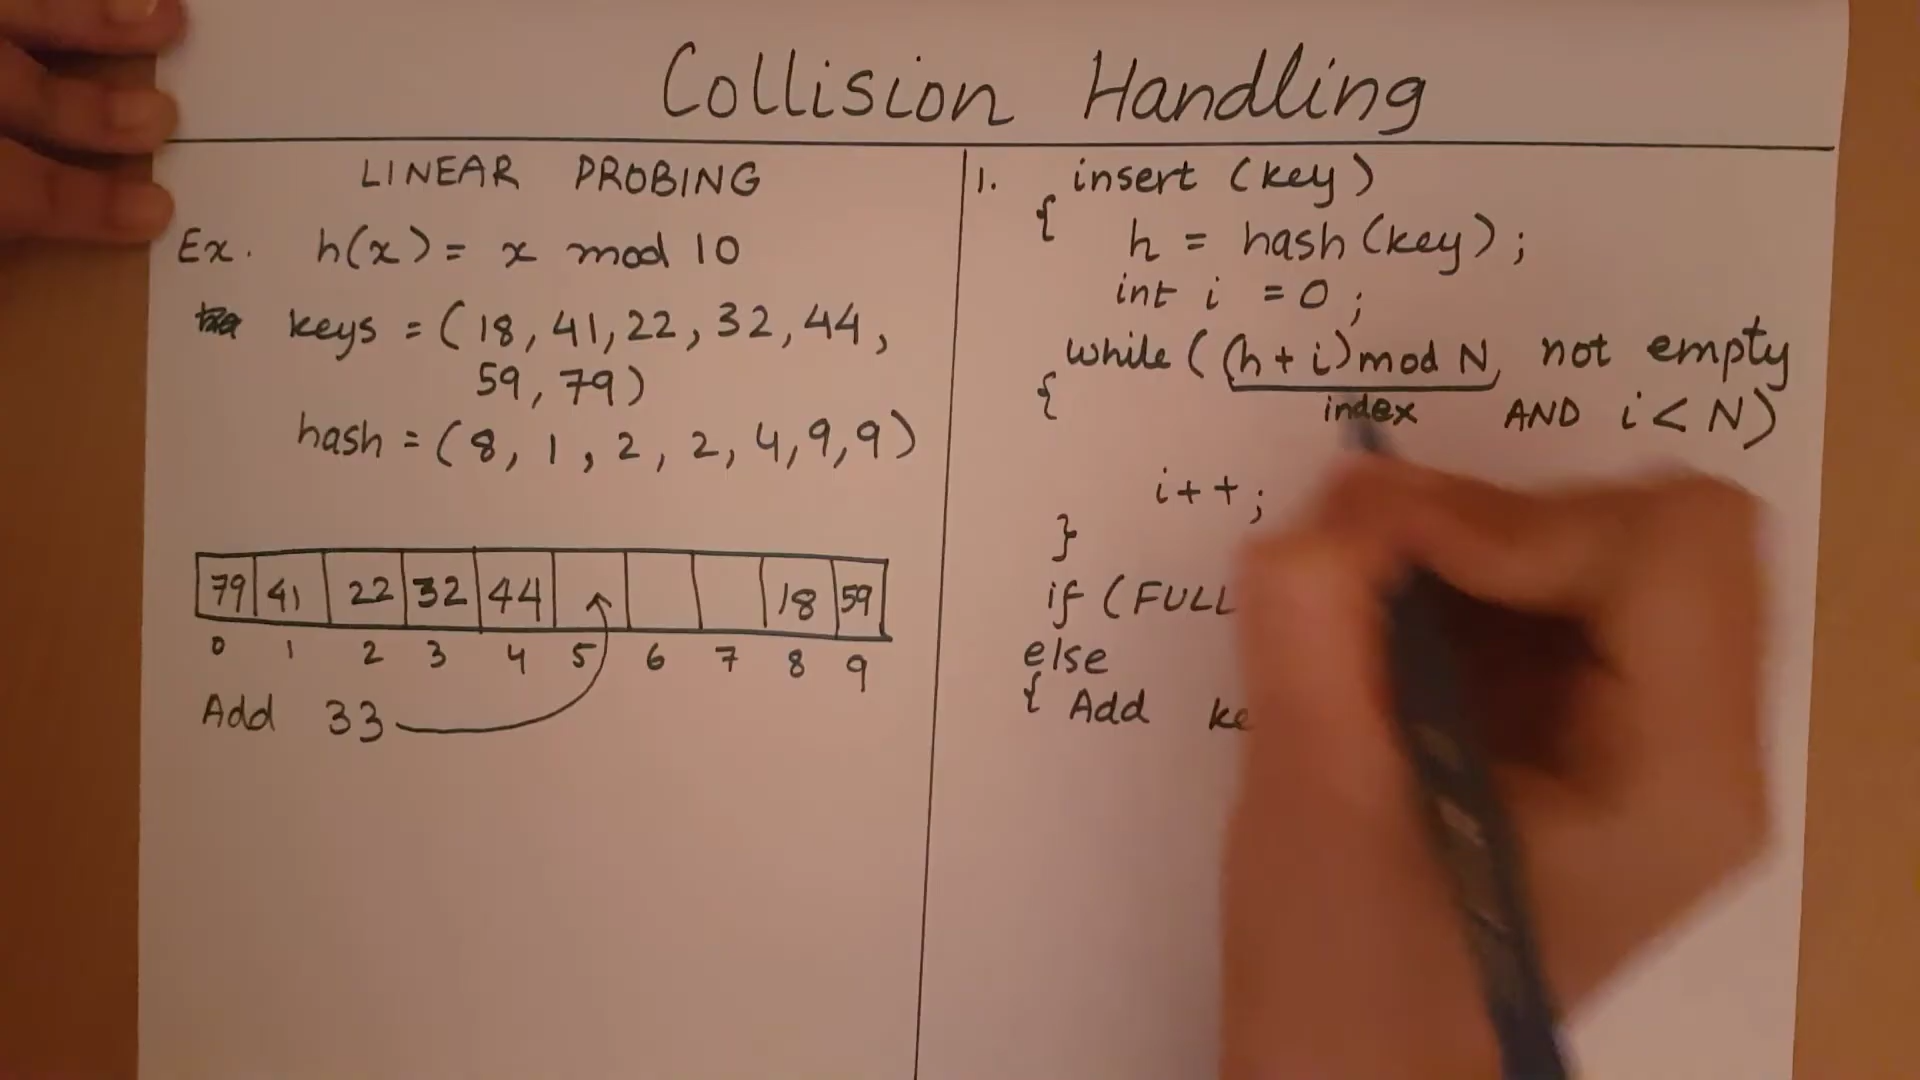 Collision Handling
LINEAR PROBING
Ex. h(x) = x mod 10
keys = (18, 41, 22, 32, 44,
59, 79)
hash = (8, 1, 2, 2, 4, 9, 9)
79 41 22 32 44 18 59
0 1 2 3 4 5 6 7 8 9
Add 33
1. insert (key)
{ h = hash (key);
int i = 0;
while ((h + i) mod N, not empty
{ index AND i < N)
i++;
}
if (FULL
else
{ Add